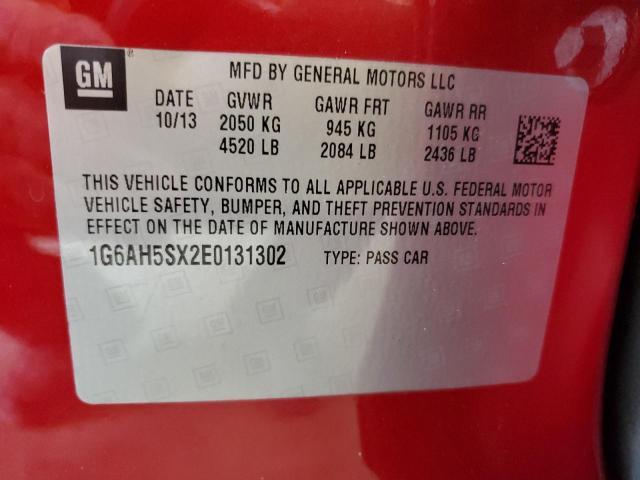 GM
®
MFD BY GENERAL MOTORS LLC
DATE GVWR GAWR FRT GAWR RR
10/13 2050 KG 945 KG 1105 KG
4520 LB 2084 LB 2436 LB
THIS VEHICLE CONFORMS TO ALL APPLICABLE U.S. FEDERAL MOTOR
VEHICLE SAFETY, BUMPER, AND THEFT PREVENTION STANDARDS IN
EFFECT ON THE DATE OF MANUFACTURE SHOWN ABOVE.
1G6AH5SX2E0131302 TYPE: PASS CAR